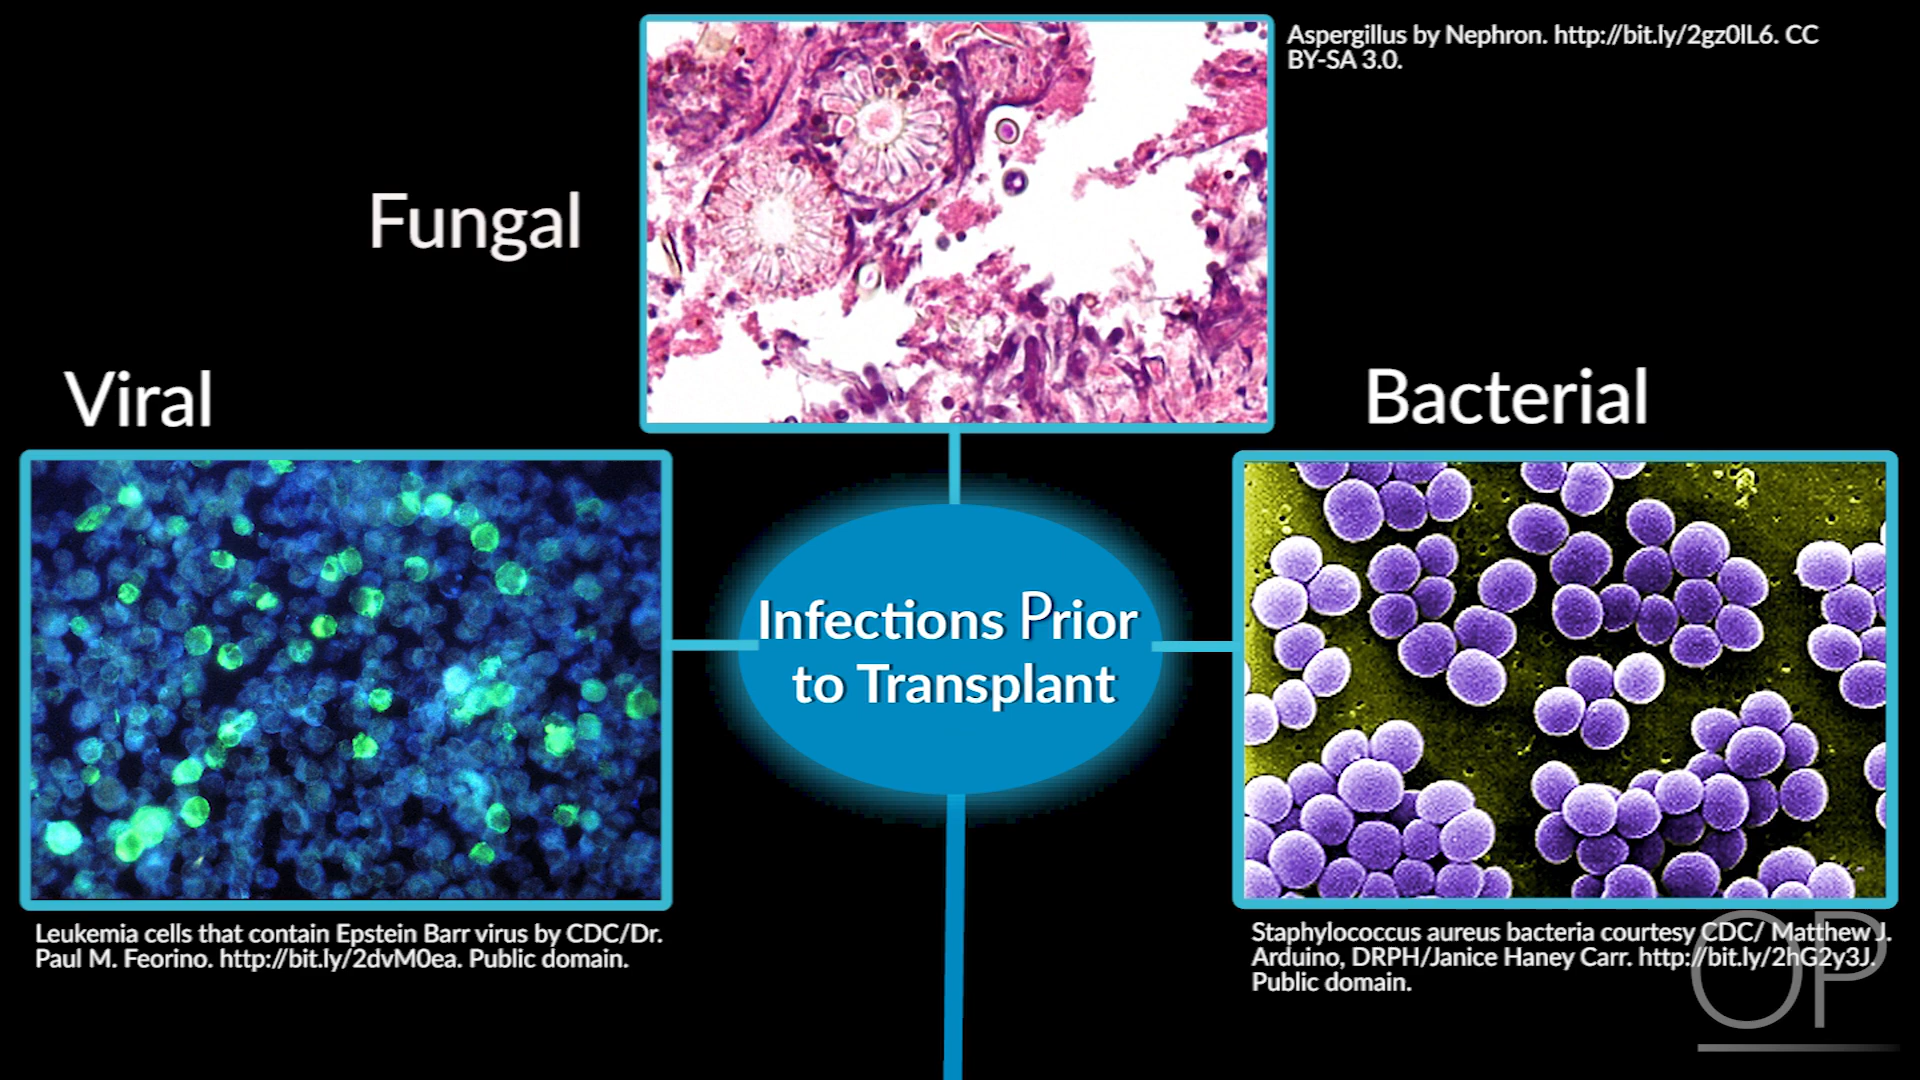 Aspergillus by Nephron. http://bit.ly/2gz0lL6. CC
BY-SA 3.0.
Fungal
Viral
Bacterial
Infections Prior
to Transplant
Leukemia cells that contain Epstein Barr virus by CDC/Dr.
Paul M. Feorino. http://bit.ly/2dvM0ea. Public domain.
Staphylococcus aureus bacteria courtesy CDC/ Matthew J.
Arduino, DRPH/Janice Haney Carr. http://bit.ly/2hG2y3J.
Public domain.
OP